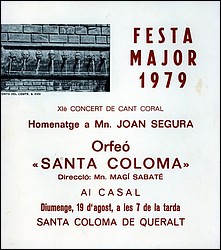 FESTA
MAJOR
1979
XIè CONCERT DE CANT CORAL
Homenatge a Mn. JOAN SEGURA
Orfeó
«SANTA COLOMA»
Direcció: Mn. MAGÍ SABATÉ
Al CASAL
Diumenge, 19 d'agost, a les 7 de la tarda
SANTA COLOMA DE QUERALT